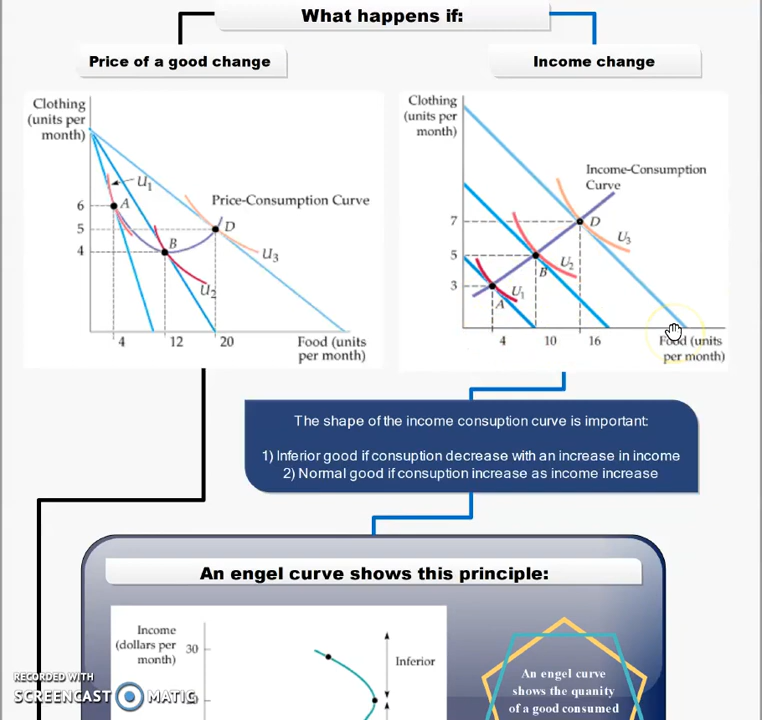 What happens if:
Price of a good change
Income change
Clothing
(units per
month)
U1
A
6
5
4
Price-Consumption Curve
D
B
U3
U2
4
12
20
Food (units
per month)
Clothing
(units per
month)
Income-Consumption
Curve
7
5
3
D
U3
B
U2
A
U1
4
10
16
Food (units
per month)
The shape of the income consuption curve is important:
1) Inferior good if consuption decrease with an increase in income
2) Normal good if consuption increase as income increase
An engel curve shows this principle:
Income
(dollars per
month)
30
Inferior
An engel curve
shows the quanity
of a good consumed
RECORDED WITH
SCREENCAST MATIC